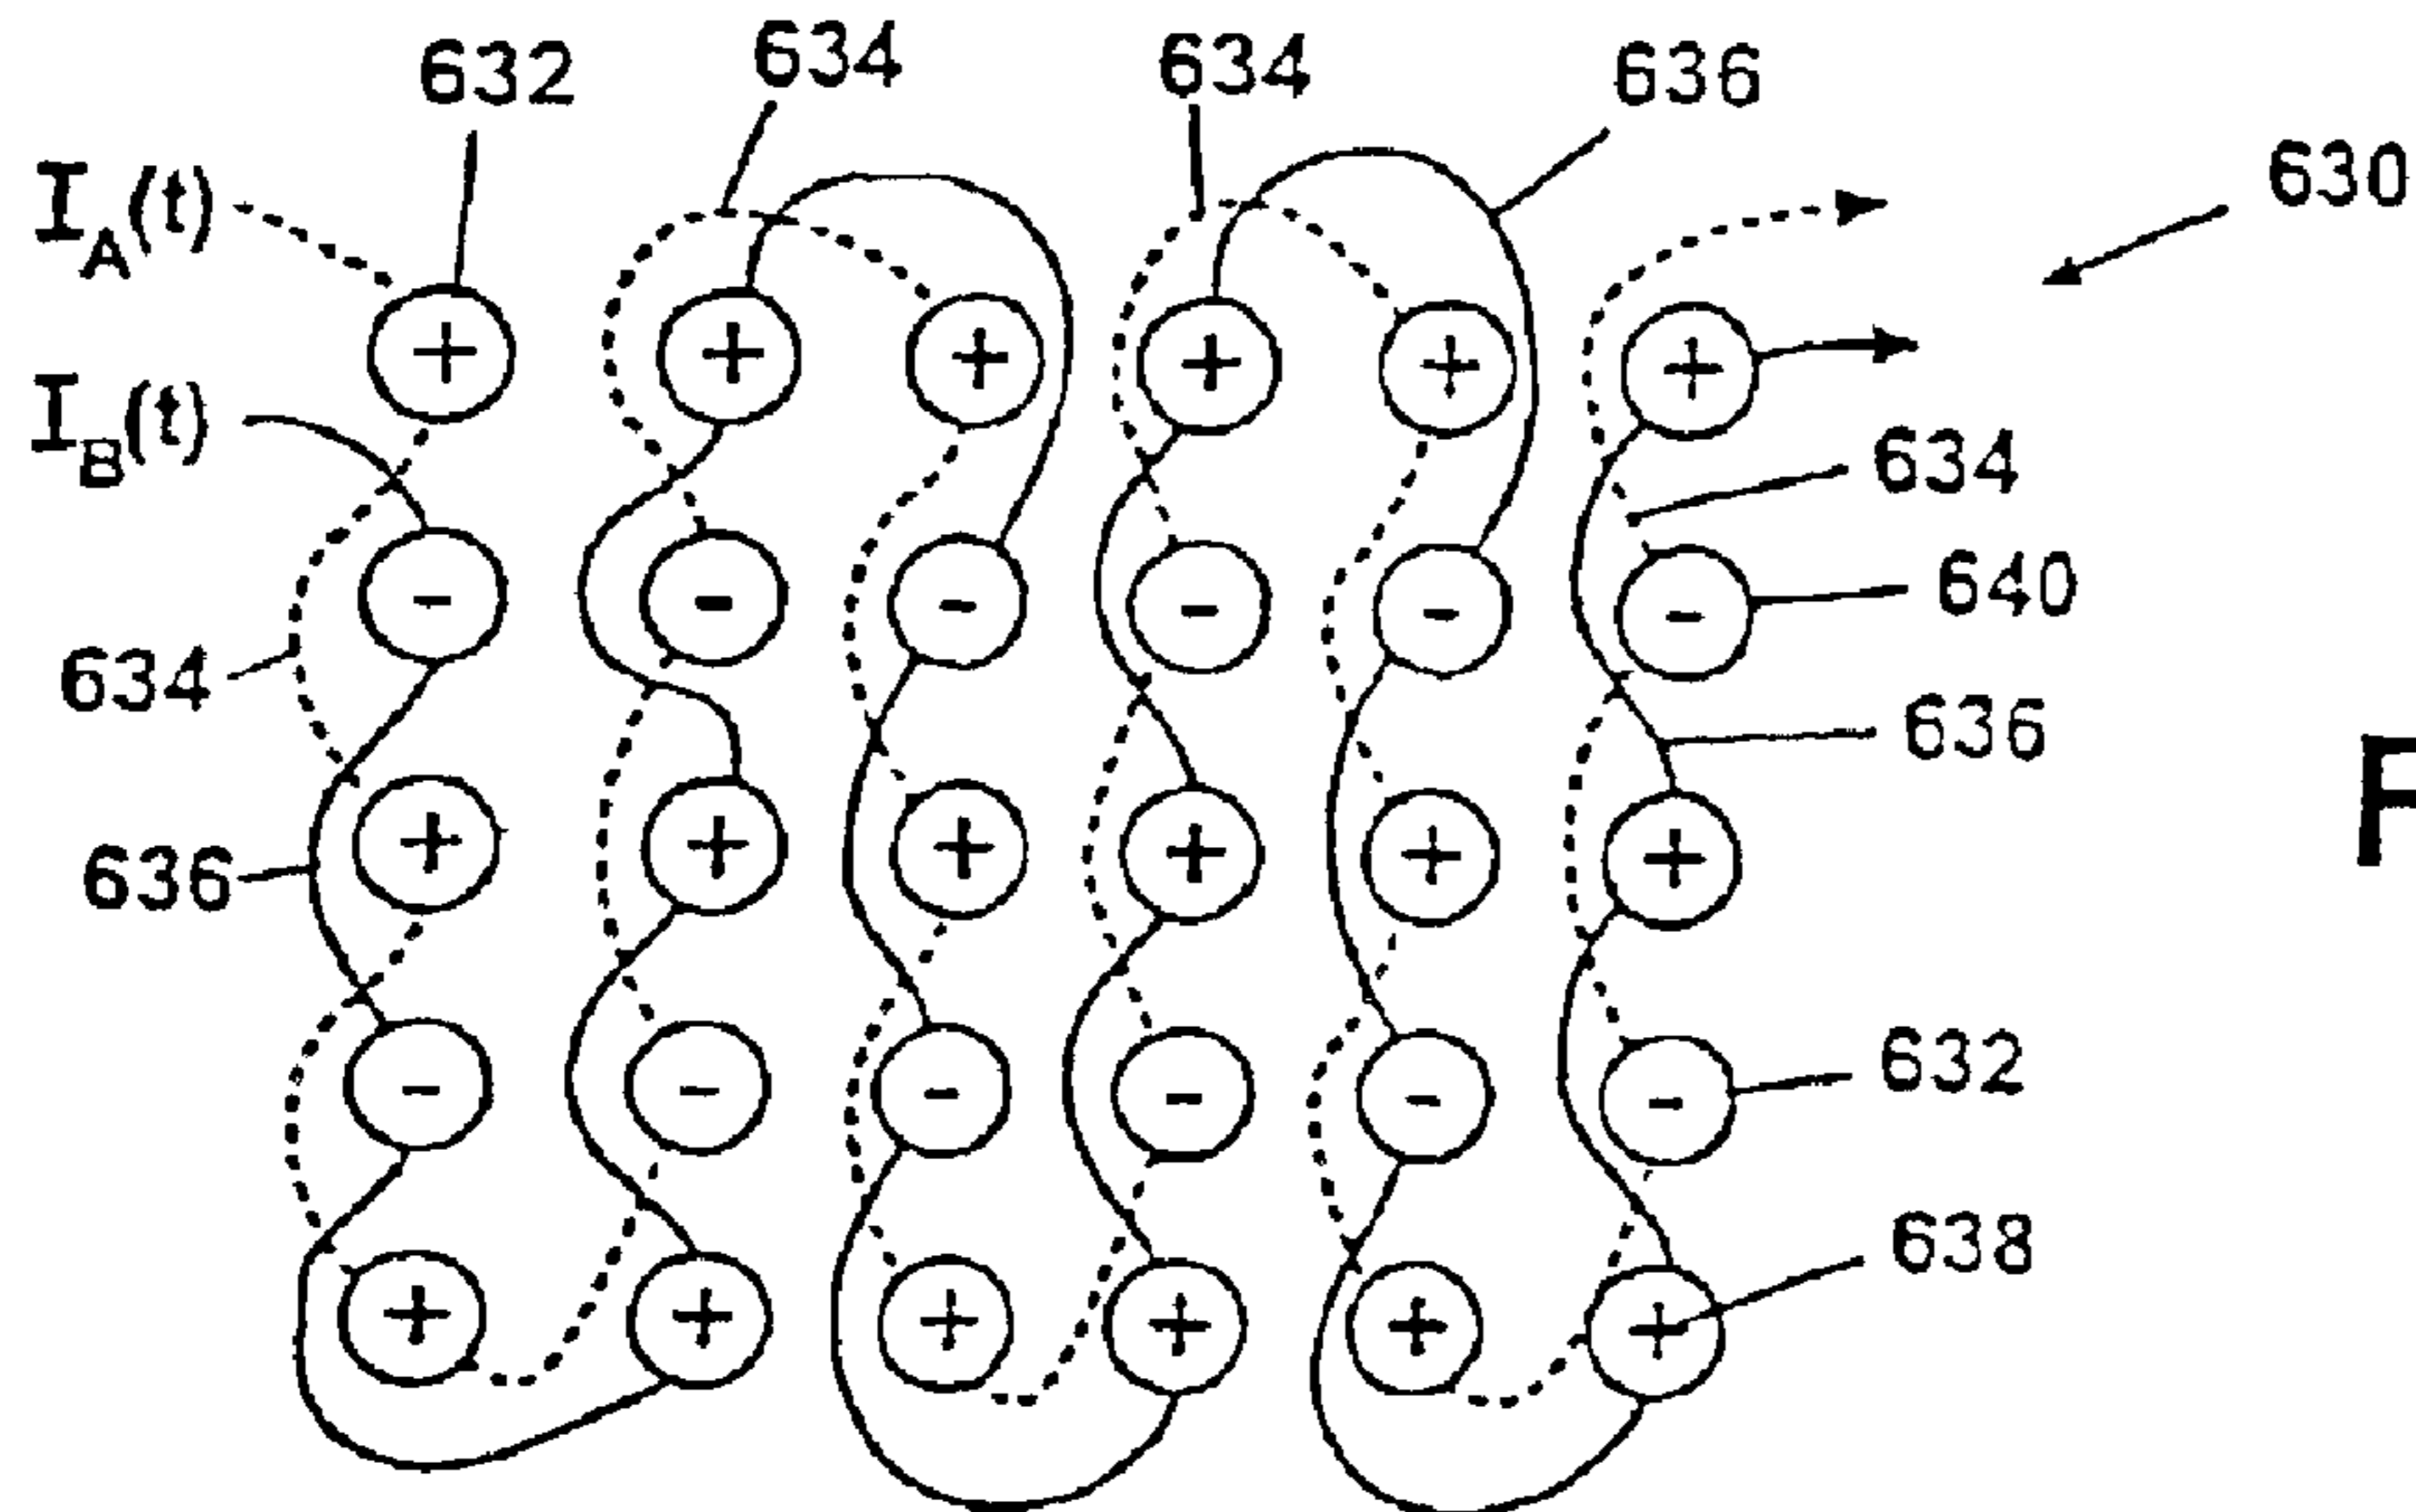 632 634 634 636
630
I_A(t)
+ + + + + +
I_B(t)
634
- - - - - -
640
634
636
F
+ + + + + +
636
- - - - - -
632
638
+ + + + + +